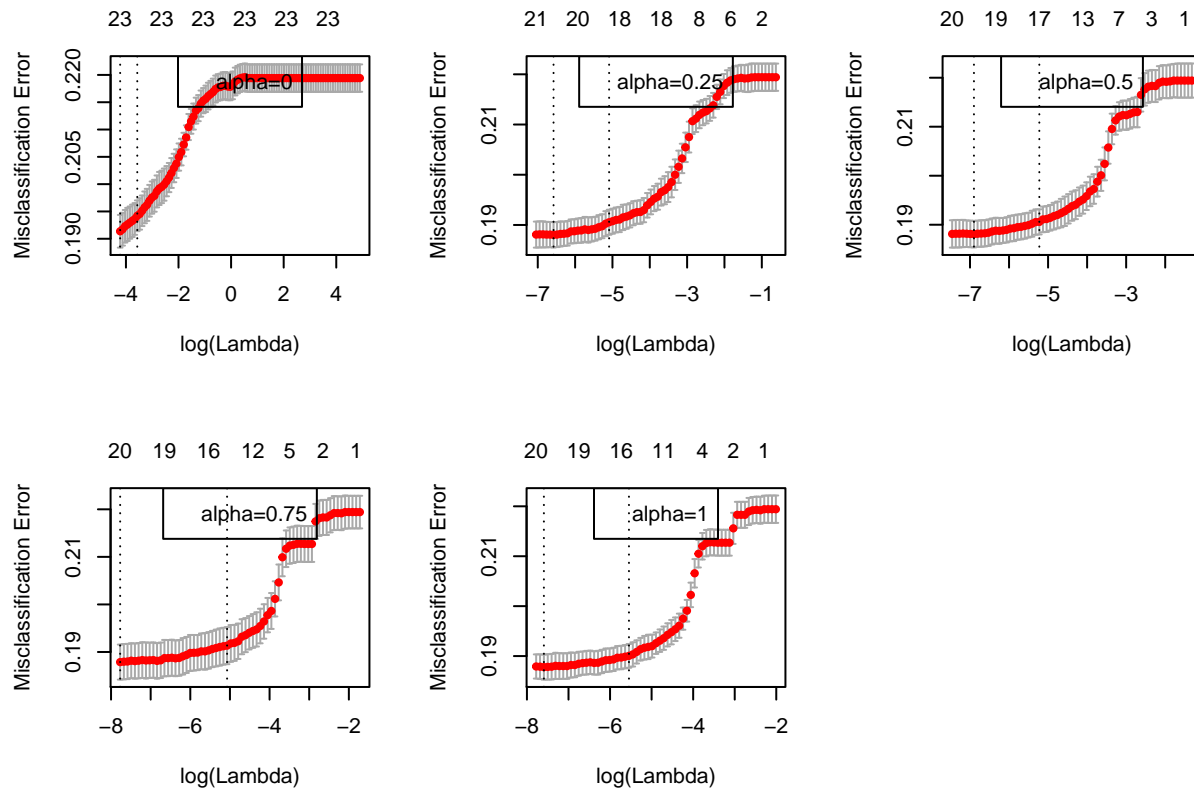 23 23 23 23 23
Misclassification Error
0.190 0.205 0.220
alpha=0
−4 −2 0 2 4
log(Lambda)
21 20 18 18 8 6 2
Misclassification Error
0.19 0.21
alpha=0.25
−7 −5 −3 −1
log(Lambda)
20 19 17 13 7 3 1
Misclassification Error
0.19 0.21
alpha=0.5
−7 −5 −3
log(Lambda)
20 19 16 12 5 2 1
Misclassification Error
0.19 0.21
alpha=0.75
−8 −6 −4 −2
log(Lambda)
20 19 16 11 4 2 1
Misclassification Error
0.19 0.21
alpha=1
−8 −6 −4 −2
log(Lambda)